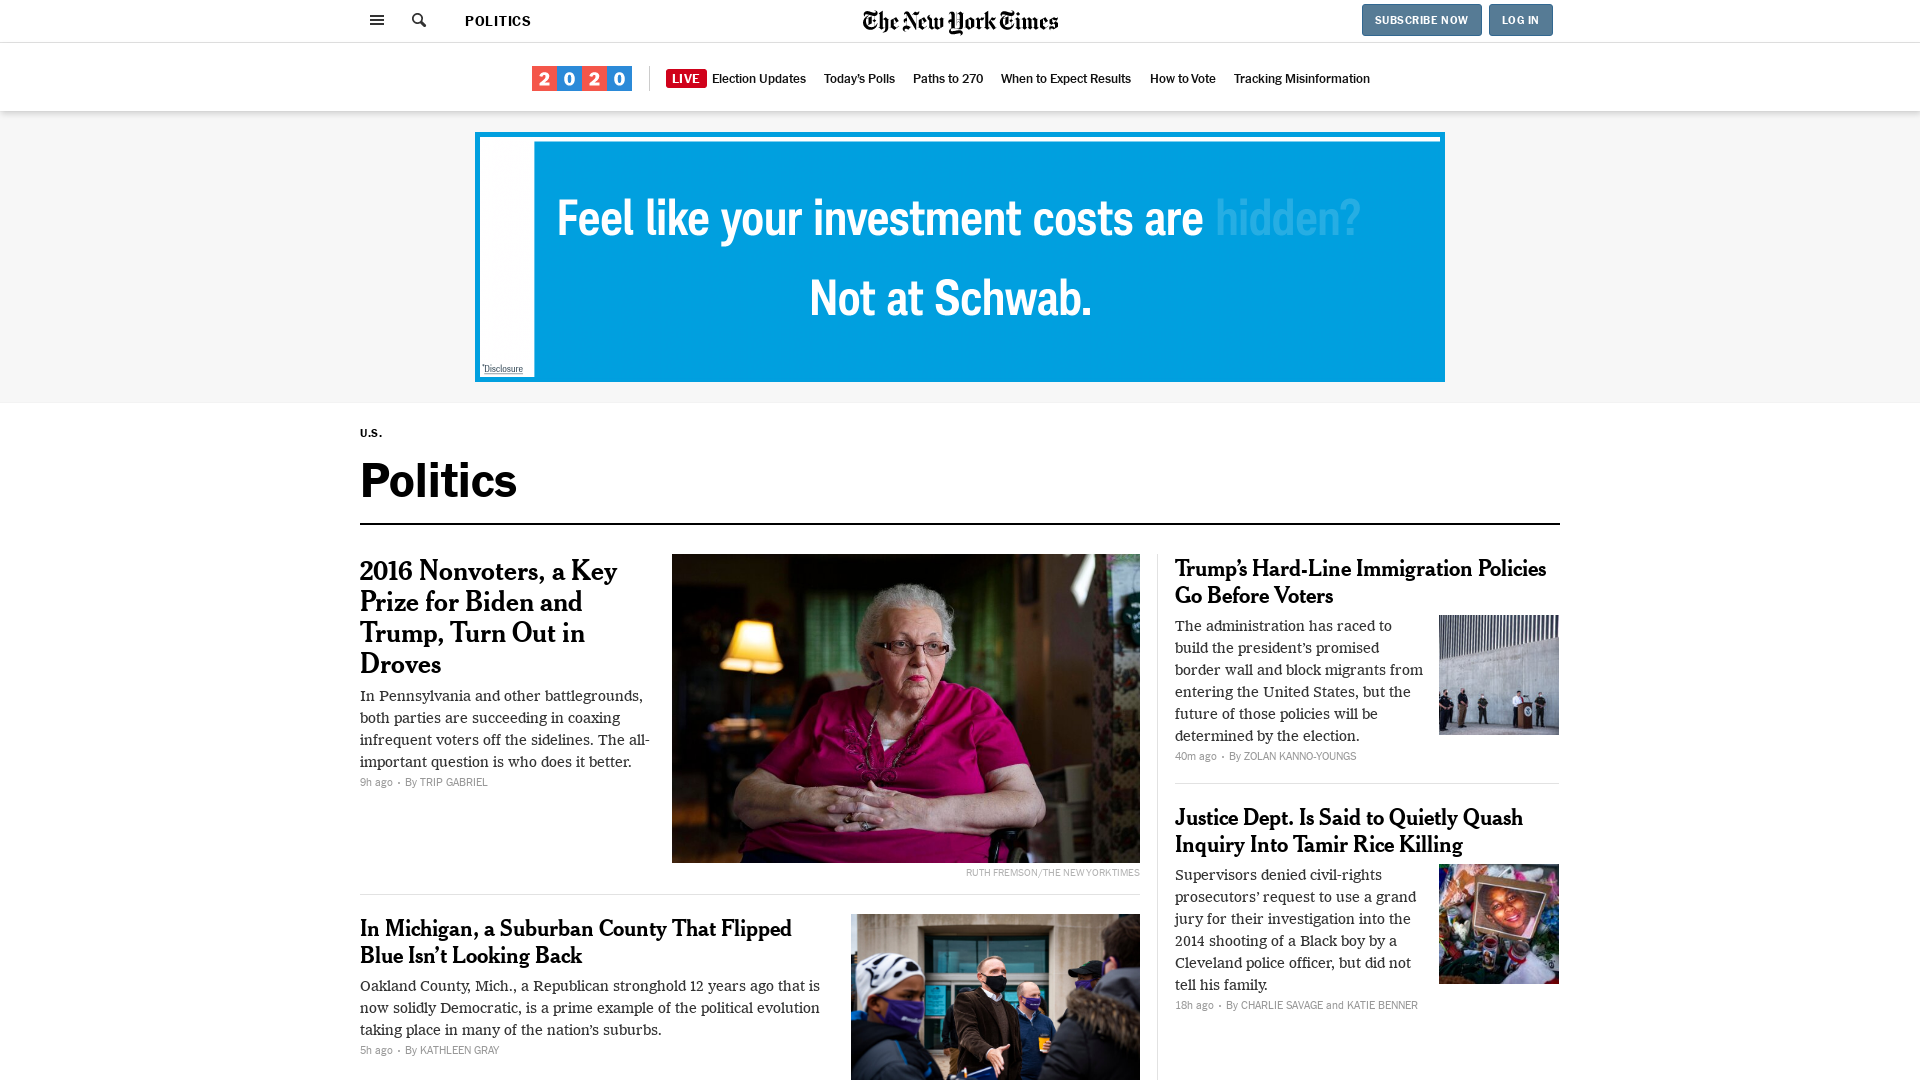 POLITICS
The New York Times
SUBSCRIBE NOW
LOG IN
2020
LIVE Election Updates
Today's Polls
Paths to 270
When to Expect Results
How to Vote
Tracking Misinformation
Feel like your investment costs are hidden?
Not at Schwab.
*Disclosure
U.S.
Politics
2016 Nonvoters, a Key
Prize for Biden and
Trump, Turn Out in
Droves
In Pennsylvania and other battlegrounds,
both parties are succeeding in coaxing
infrequent voters off the sidelines. The all-
important question is who does it better.
9h ago · By TRIP GABRIEL
RUTH FREMSON/THE NEW YORK TIMES
In Michigan, a Suburban County That Flipped
Blue Isn't Looking Back
Oakland County, Mich., a Republican stronghold 12 years ago that is
now solidly Democratic, is a prime example of the political evolution
taking place in many of the nation's suburbs.
5h ago · By KATHLEEN GRAY
Trump's Hard-Line Immigration Policies
Go Before Voters
The administration has raced to
build the president's promised
border wall and block migrants from
entering the United States, but the
future of those policies will be
determined by the election.
40m ago · By ZOLAN KANNO-YOUNGS
Justice Dept. Is Said to Quietly Quash
Inquiry Into Tamir Rice Killing
Supervisors denied civil-rights
prosecutors' request to use a grand
jury for their investigation into the
2014 shooting of a Black boy by a
Cleveland police officer, but did not
tell his family.
18h ago · By CHARLIE SAVAGE and KATIE BENNER